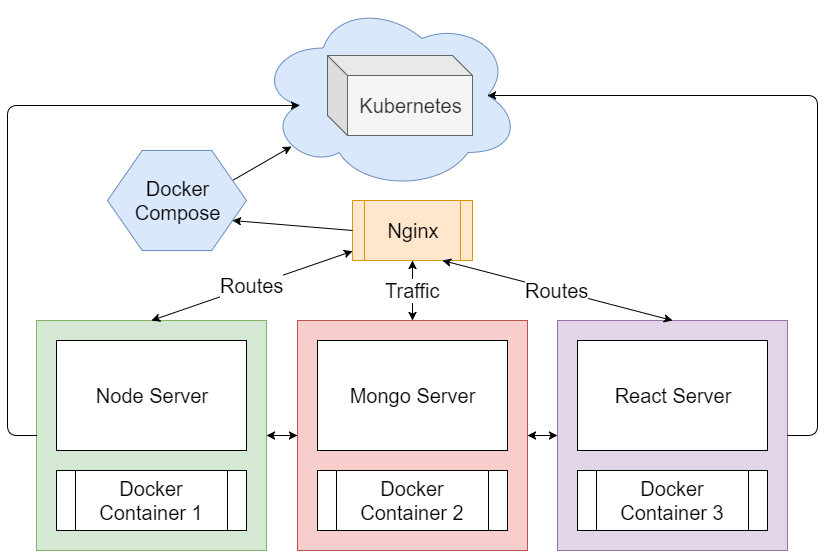 Kubernetes
Docker
Compose
Nginx
Routes
Traffic
Routes
Node Server
Mongo Server
React Server
Docker
Container 1
Docker
Container 2
Docker
Container 3